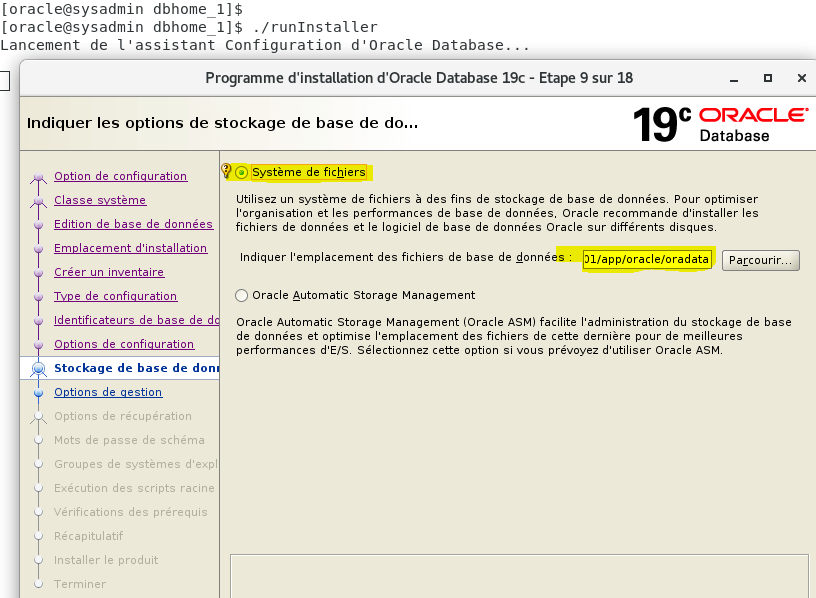 [oracle@sysadmin dbhome_1]$
[oracle@sysadmin dbhome_1]$ ./runInstaller
Lancement de l'assistant Configuration d'Oracle Database...
Programme d'installation d'Oracle Database 19c - Etape 9 sur 18
Indiquer les options de stockage de base de do...
19c ORACLE
Database
Option de configuration
Classe système
Edition de base de données
Emplacement d'installation
Créer un inventaire
Type de configuration
Identificateurs de base de do
Options de configuration
Stockage de base de don
Options de gestion
Options de récupération
Mots de passe de schéma
Groupes de systèmes d'expl
Exécution des scripts racine
Vérifications des prérequis
Récapitulatif
Installer le produit
Terminer
Système de fichiers
Utilisez un système de fichiers à des fins de stockage de base de données. Pour optimiser
l'organisation et les performances de base de données, Oracle recommande d'installer les
fichiers de données et le logiciel de base de données Oracle sur différents disques.
Indiquer l'emplacement des fichiers de base de données : 01/app/oracle/oradata Parcourir...
Oracle Automatic Storage Management
Oracle Automatic Storage Management (Oracle ASM) facilite l'administration du stockage de base
de données et optimise l'emplacement des fichiers de cette dernière pour de meilleures
performances d'E/S. Sélectionnez cette option si vous prévoyez d'utiliser Oracle ASM.